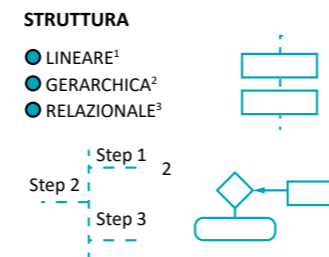 STRUTTURA
LINEARE¹
GERARCHICA²
RELAZIONALE³
Step 1
2
Step 2
Step 3